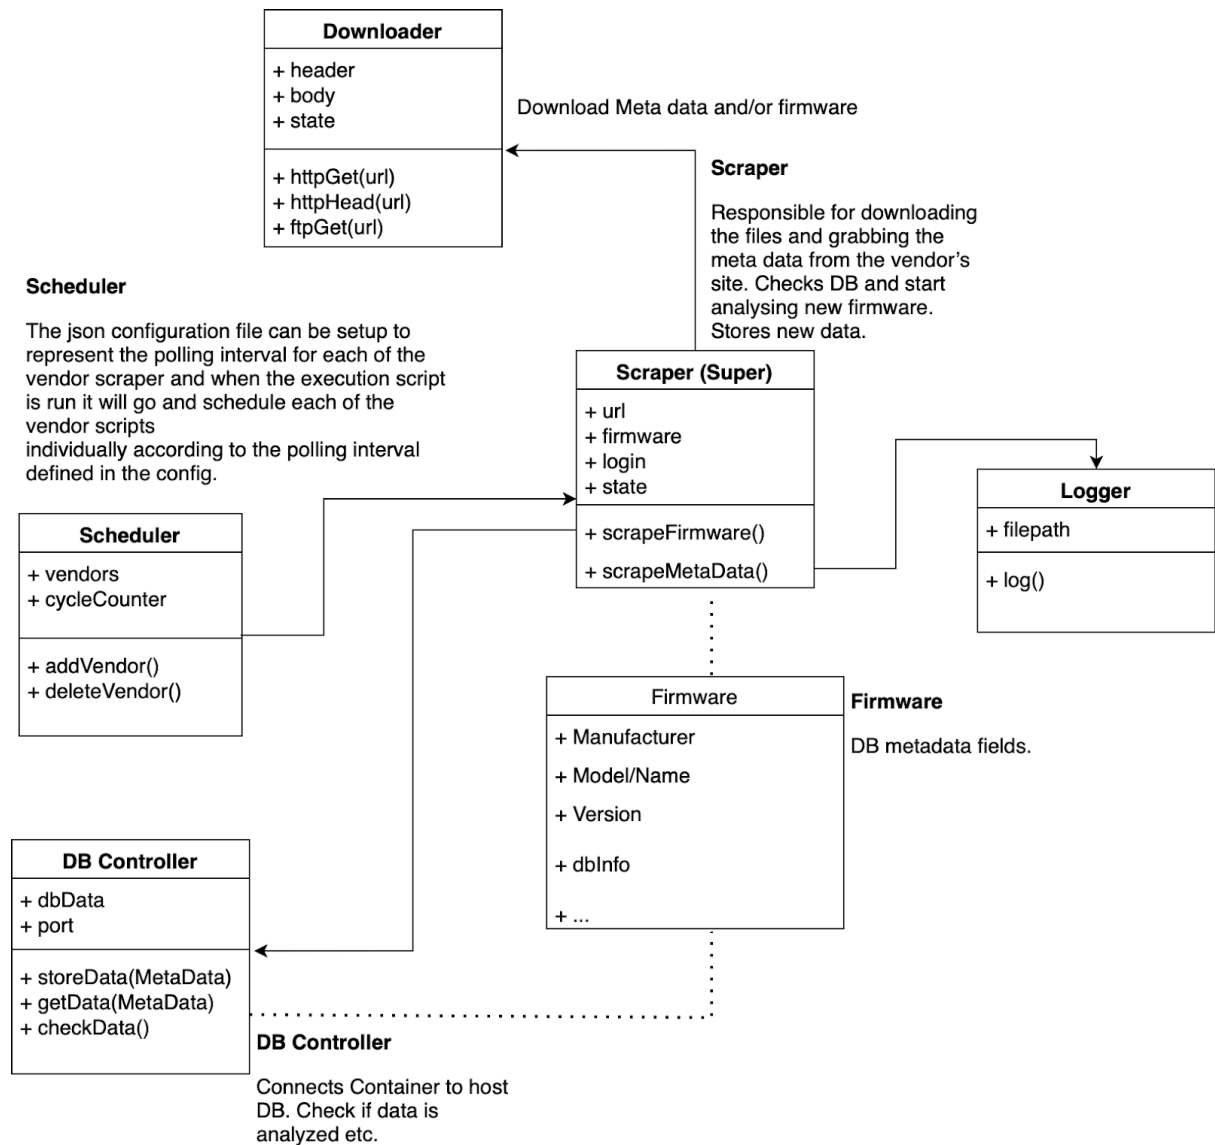 Downloader
+ header
+ body
+ state
+ httpGet(url)
+ httpHead(url)
+ ftpGet(url)
Download Meta data and/or firmware
Scraper
Responsible for downloading
the files and grabbing the
meta data from the vendor's
site. Checks DB and start
analysing new firmware.
Stores new data.
Scheduler
The json configuration file can be setup to
represent the polling interval for each of the
vendor scraper and when the execution script
is run it will go and schedule each of the
vendor scripts
individually according to the polling interval
defined in the config.
Scraper (Super)
+ url
+ firmware
+ login
+ state
+ scrapeFirmware()
+ scrapeMetaData()
Logger
+ filepath
+ log()
Scheduler
+ vendors
+ cycleCounter
+ addVendor()
+ deleteVendor()
Firmware
+ Manufacturer
+ Model/Name
+ Version
+ dbInfo
+ ...
Firmware
DB metadata fields.
DB Controller
+ dbData
+ port
+ storeData(MetaData)
+ getData(MetaData)
+ checkData()
DB Controller
Connects Container to host
DB. Check if data is
analyzed etc.